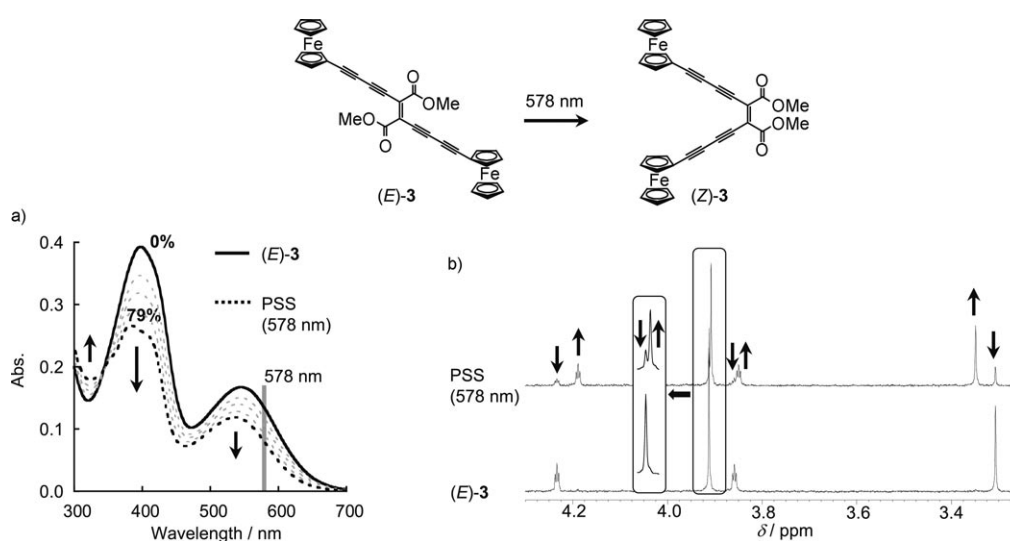 Fe
Fe
O
OMe
578 nm
O
OMe
MeO
O
OMe
O
Fe
Fe
(E)-3
(Z)-3
a)
0.4
0%
(E)-3
PSS
(578 nm)
0.3
79%
0.2
578 nm
0.1
0.0
Abs.
300 400 500 600 700
Wavelength / nm
b)
PSS
(578 nm)
(E)-3
4.2 4.0 3.8 3.6 3.4
δ / ppm